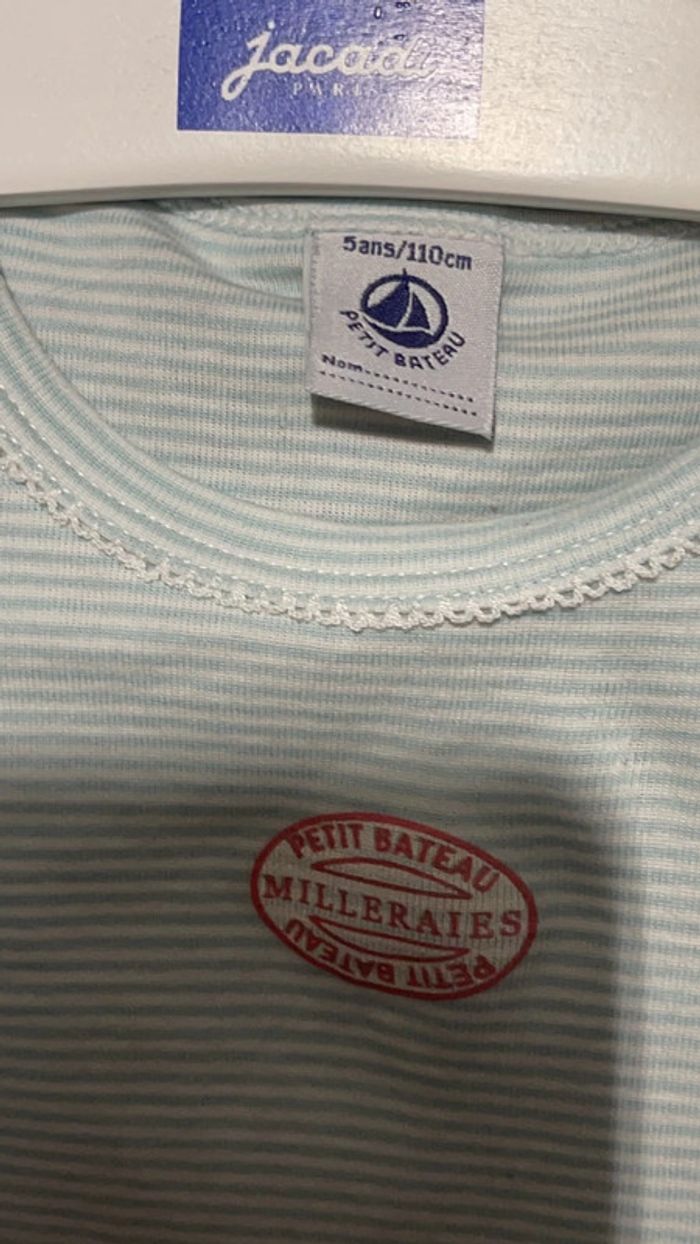 jacadi
PARIS
5ans/110cm
PETIT BATEAU
Nom
PETIT BATEAU
MILLERAIES
PETIT BATEAU